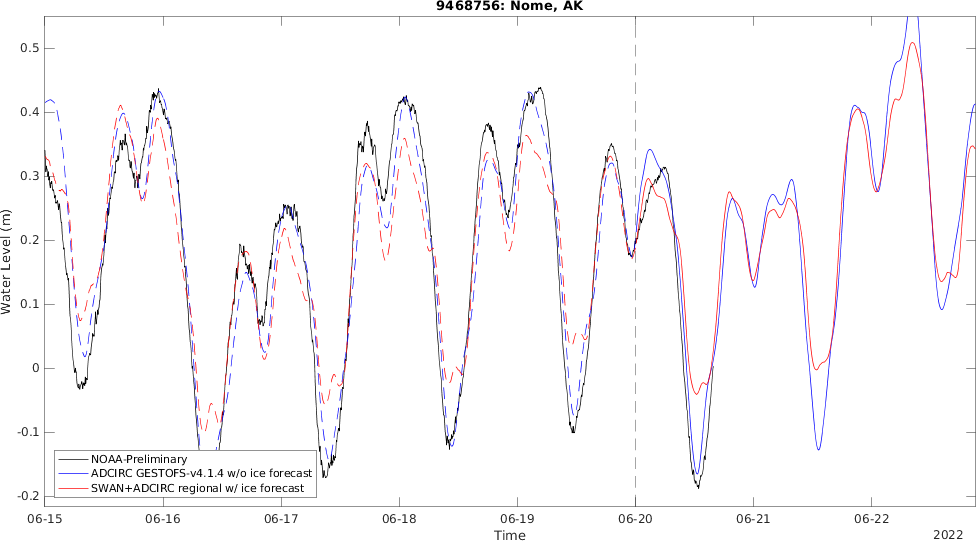 9468756: Nome, AK
0.5
0.4
0.3
0.2
0.1
0
-0.1
-0.2
Water Level (m)
NOAA-Preliminary
ADCIRC GESTOFS-v4.1.4 w/o ice forecast
SWAN+ADCIRC regional w/ ice forecast
06-15 06-16 06-17 06-18 06-19 06-20 06-21 06-22
Time
2022